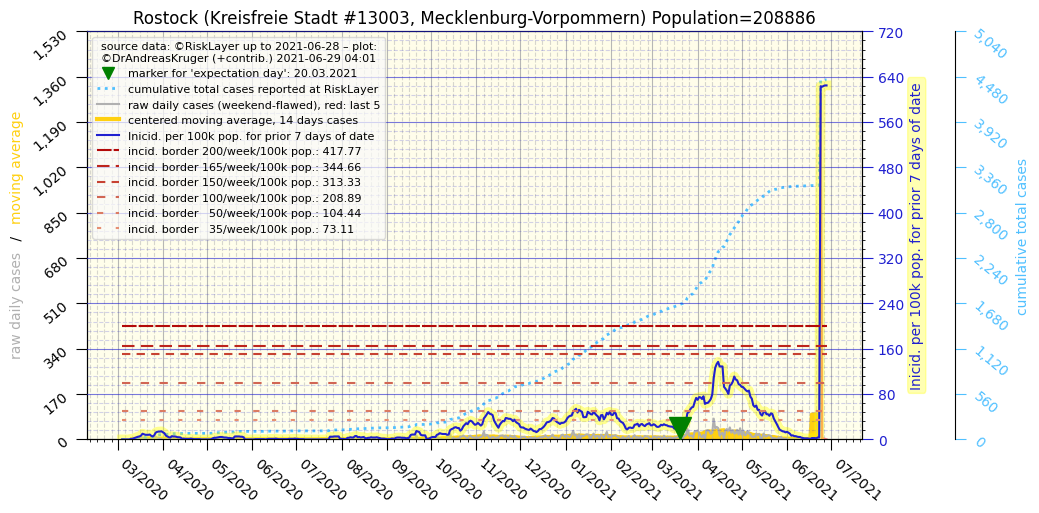 Rostock (Kreisfreie Stadt #13003, Mecklenburg-Vorpommern) Population=208886
source data: ©RiskLayer up to 2021-06-28 – plot:
©DrAndreasKruger (+contrib.) 2021-06-29 04:01
marker for 'expectation day': 20.03.2021
cumulative total cases reported at RiskLayer
raw daily cases (weekend-flawed), red: last 5
centered moving average, 14 days cases
Inicid. per 100k pop. for prior 7 days of date
incid. border 200/week/100k pop.: 417.77
incid. border 165/week/100k pop.: 344.66
incid. border 150/week/100k pop.: 313.33
incid. border 100/week/100k pop.: 208.89
incid. border 50/week/100k pop.: 104.44
incid. border 35/week/100k pop.: 73.11
raw daily cases / moving average
1,530
1,360
1,190
1,020
850
680
510
340
170
0
720
640
560
480
400
320
240
160
80
0
Inicid. per 100k pop. for prior 7 days of date
5,040
4,480
3,920
3,360
2,800
2,240
1,680
1,120
560
0
cumulative total cases
03/2020
04/2020
05/2020
06/2020
07/2020
08/2020
09/2020
10/2020
11/2020
12/2020
01/2021
02/2021
03/2021
04/2021
05/2021
06/2021
07/2021